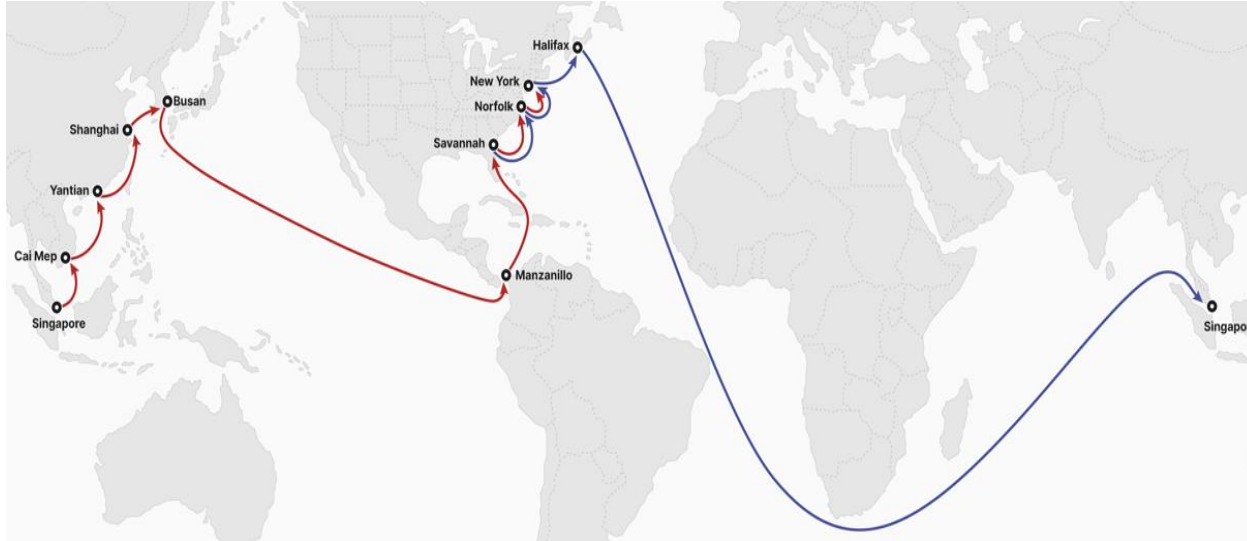 Halifax
New York
Busan
Norfolk
Shanghai
Savannah
Yantian
Cai Mep
Manzanillo
Singapore
Singapo